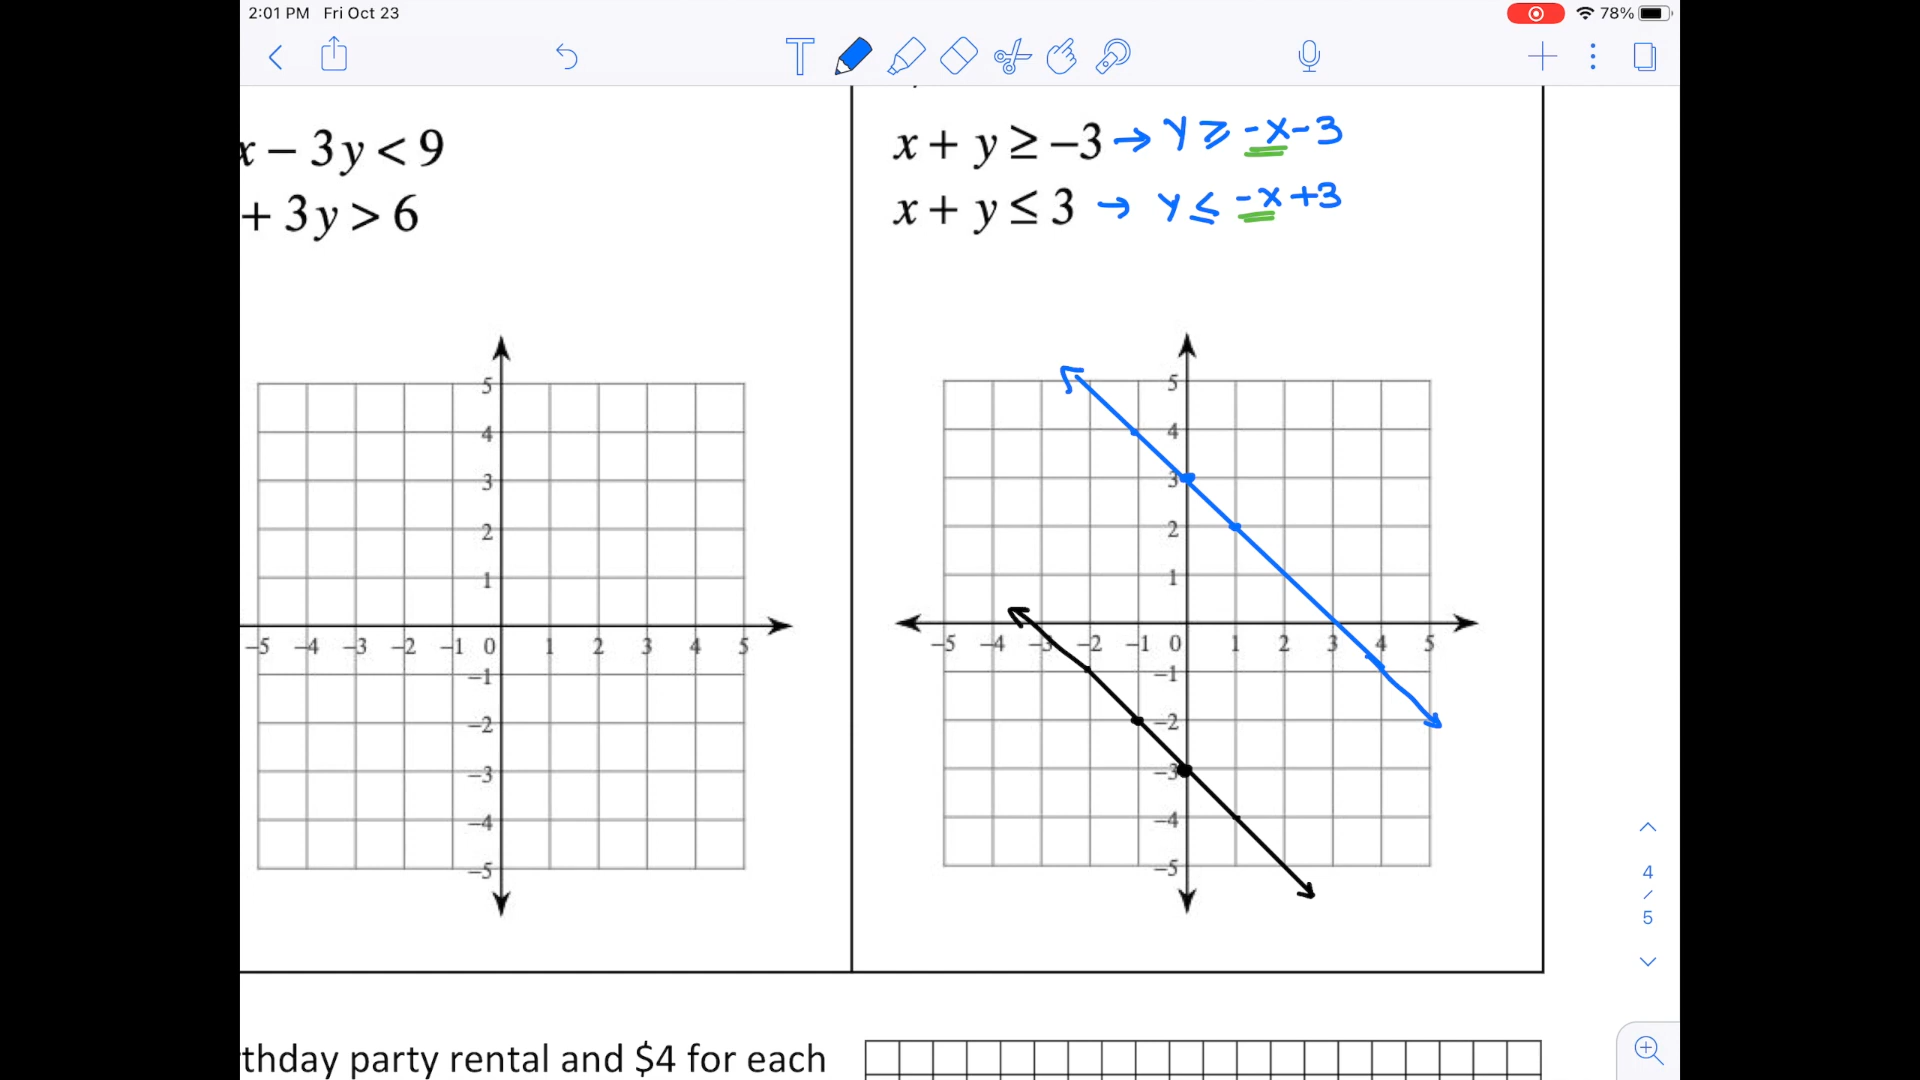 2:01 PM Fri Oct 23
78%
T
x – 3y < 9
+ 3y > 6
x + y ≥ –3 → y ≥ -x-3
x + y ≤ 3 → y ≤ -x+3
5
4
3
2
1
–5 –4 –3 –2 –1 0 1 2 3 4 5
–1
–2
–3
–4
–5
5
4
3
2
1
–5 –4 –3 –2 –1 0 1 2 3 4 5
–1
–2
–3
–4
–5
4
/
5
thday party rental and $4 for each